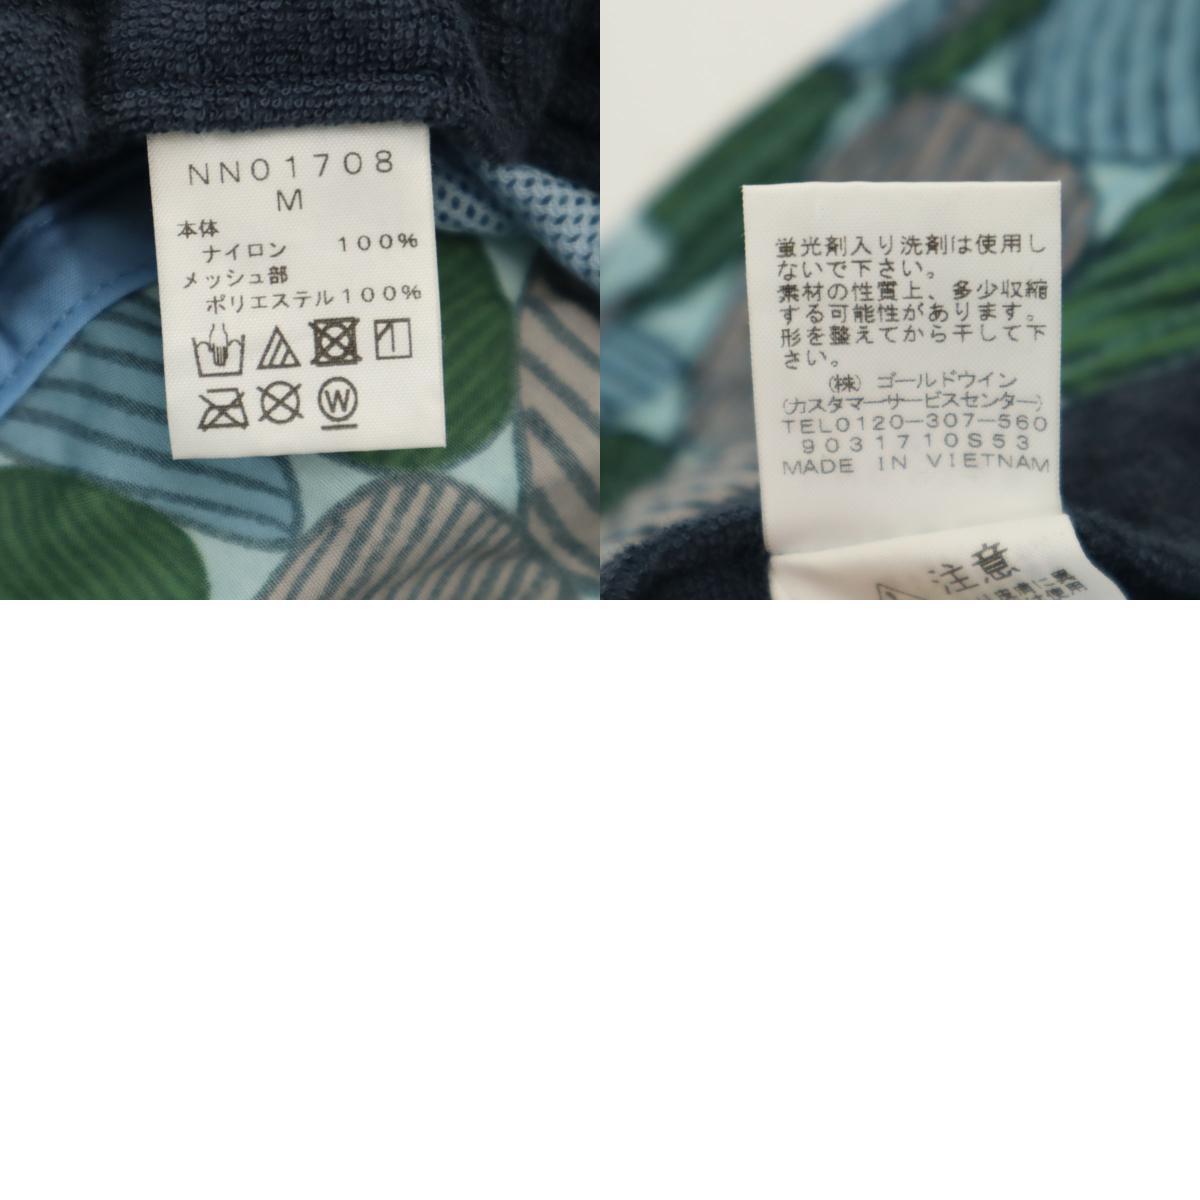 NN01708
M
本体
ナイロン 100%
メッシュ部
ポリエステル100%
W
蛍光剤入り洗剤は使用し
ないで下さい。
素材の性質上、多少収縮
する可能性があります。
形を整えてから干して下
さい。
(株) ゴールドウイン
(カスタマーサービスセンター)
TEL0120-307-560
9031710S53
MADE IN VIETNAM
注意